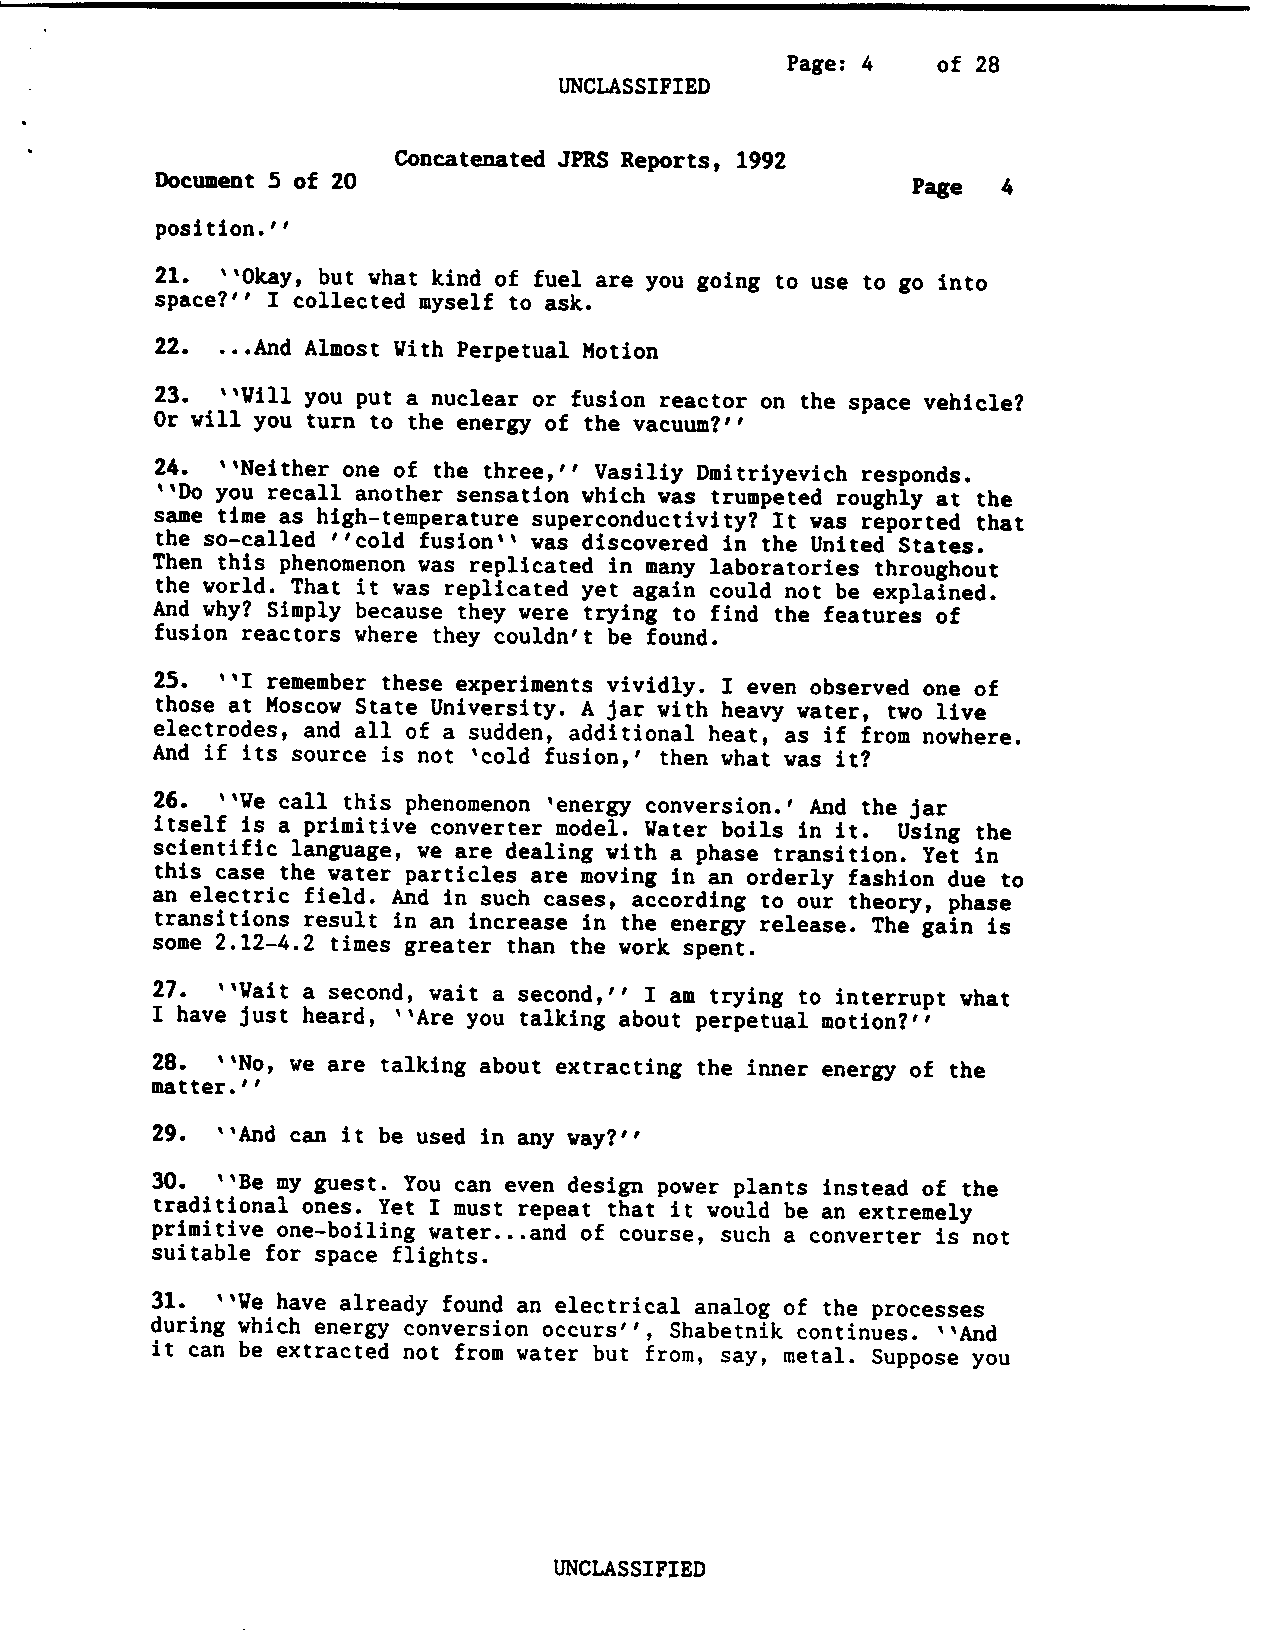 Page: 4 of 28
UNCLASSIFIED
Concatenated JPRS Reports, 1992
Document 5 of 20
Page 4
position.''
21. ''Okay, but what kind of fuel are you going to use to go into
space?'' I collected myself to ask.
22. ...And Almost With Perpetual Motion
23. ''Will you put a nuclear or fusion reactor on the space vehicle?
Or will you turn to the energy of the vacuum?''
24. ''Neither one of the three,'' Vasiliy Dmitriyevich responds.
''Do you recall another sensation which was trumpeted roughly at the
same time as high-temperature superconductivity? It was reported that
the so-called ''cold fusion'' was discovered in the United States.
Then this phenomenon was replicated in many laboratories throughout
the world. That it was replicated yet again could not be explained.
And why? Simply because they were trying to find the features of
fusion reactors where they couldn't be found.
25. ''I remember these experiments vividly. I even observed one of
those at Moscow State University. A jar with heavy water, two live
electrodes, and all of a sudden, additional heat, as if from nowhere.
And if its source is not 'cold fusion,' then what was it?
26. ''We call this phenomenon 'energy conversion.' And the jar
itself is a primitive converter model. Water boils in it. Using the
scientific language, we are dealing with a phase transition. Yet in
this case the water particles are moving in an orderly fashion due to
an electric field. And in such cases, according to our theory, phase
transitions result in an increase in the energy release. The gain is
some 2.12-4.2 times greater than the work spent.
27. ''Wait a second, wait a second,'' I am trying to interrupt what
I have just heard, ''Are you talking about perpetual motion?''
28. ''No, we are talking about extracting the inner energy of the
matter.''
29. ''And can it be used in any way?''
30. ''Be my guest. You can even design power plants instead of the
traditional ones. Yet I must repeat that it would be an extremely
primitive one-boiling water...and of course, such a converter is not
suitable for space flights.
31. ''We have already found an electrical analog of the processes
during which energy conversion occurs'', Shabetnik continues. ''And
it can be extracted not from water but from, say, metal. Suppose you
UNCLASSIFIED